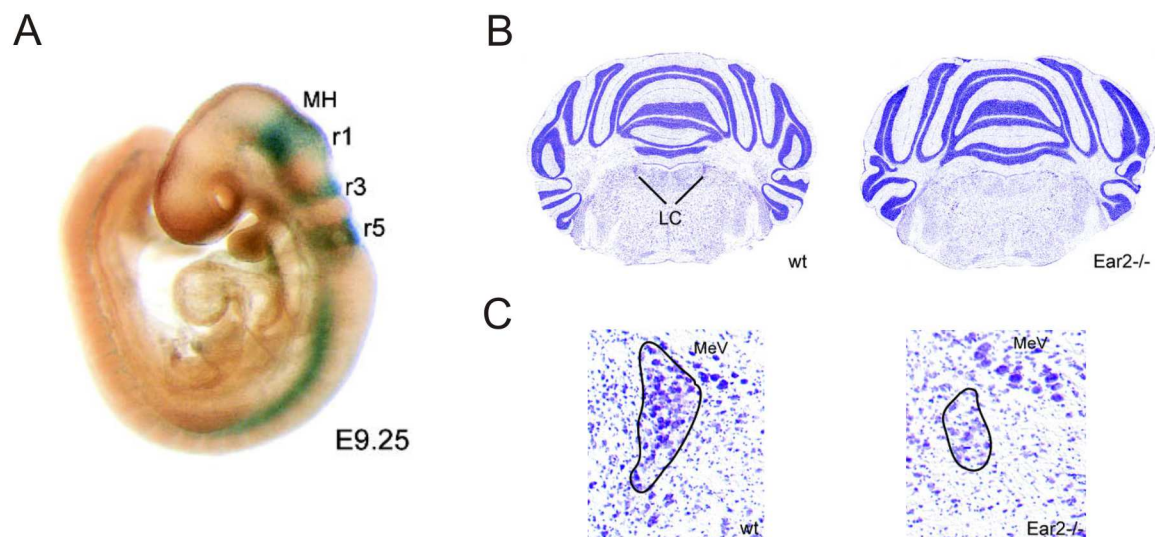 A
MH
r1
r3
r5
E9.25
B
LC
wt
Ear2-/-
C
MeV
wt
MeV
Ear2-/-